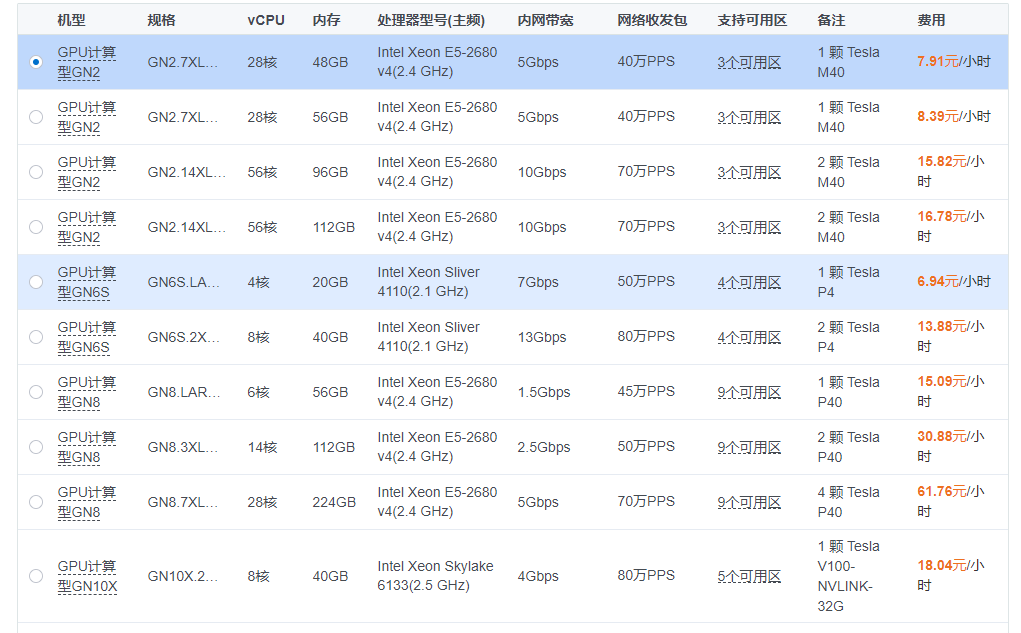 机型 规格 vCPU 内存 处理器型号(主频) 内网带宽 网络收发包 支持可用区 备注 费用
GPU计算型GN2 GN2.7XL... 28核 48GB Intel Xeon E5-2680 v4(2.4 GHz) 5Gbps 40万PPS 3个可用区 1 颗 Tesla M40 7.91元/小时
GPU计算型GN2 GN2.7XL... 28核 56GB Intel Xeon E5-2680 v4(2.4 GHz) 5Gbps 40万PPS 3个可用区 1 颗 Tesla M40 8.39元/小时
GPU计算型GN2 GN2.14XL... 56核 96GB Intel Xeon E5-2680 v4(2.4 GHz) 10Gbps 70万PPS 3个可用区 2 颗 Tesla M40 15.82元/小时
GPU计算型GN2 GN2.14XL... 56核 112GB Intel Xeon E5-2680 v4(2.4 GHz) 10Gbps 70万PPS 3个可用区 2 颗 Tesla M40 16.78元/小时
GPU计算型GN6S GN6S.LA... 4核 20GB Intel Xeon Sliver 4110(2.1 GHz) 7Gbps 50万PPS 4个可用区 1 颗 Tesla P4 6.94元/小时
GPU计算型GN6S GN6S.2X... 8核 40GB Intel Xeon Sliver 4110(2.1 GHz) 13Gbps 80万PPS 4个可用区 2 颗 Tesla P4 13.88元/小时
GPU计算型GN8 GN8.LAR... 6核 56GB Intel Xeon E5-2680 v4(2.4 GHz) 1.5Gbps 45万PPS 9个可用区 1 颗 Tesla P40 15.09元/小时
GPU计算型GN8 GN8.3XL... 14核 112GB Intel Xeon E5-2680 v4(2.4 GHz) 2.5Gbps 50万PPS 9个可用区 2 颗 Tesla P40 30.88元/小时
GPU计算型GN8 GN8.7XL... 28核 224GB Intel Xeon E5-2680 v4(2.4 GHz) 5Gbps 70万PPS 9个可用区 4 颗 Tesla P40 61.76元/小时
GPU计算型GN10X GN10X.2... 8核 40GB Intel Xeon Skylake 6133(2.5 GHz) 4Gbps 80万PPS 5个可用区 1 颗 Tesla V100-NVLINK-32G 18.04元/小时